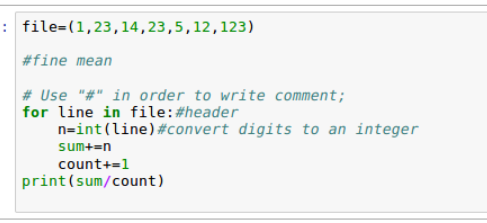 : file=(1,23,14,23,5,12,123)
#fine mean
# Use "#" in order to write comment;
for line in file:#header
n=int(line)#convert digits to an integer
sum+=n
count+=1
print(sum/count)